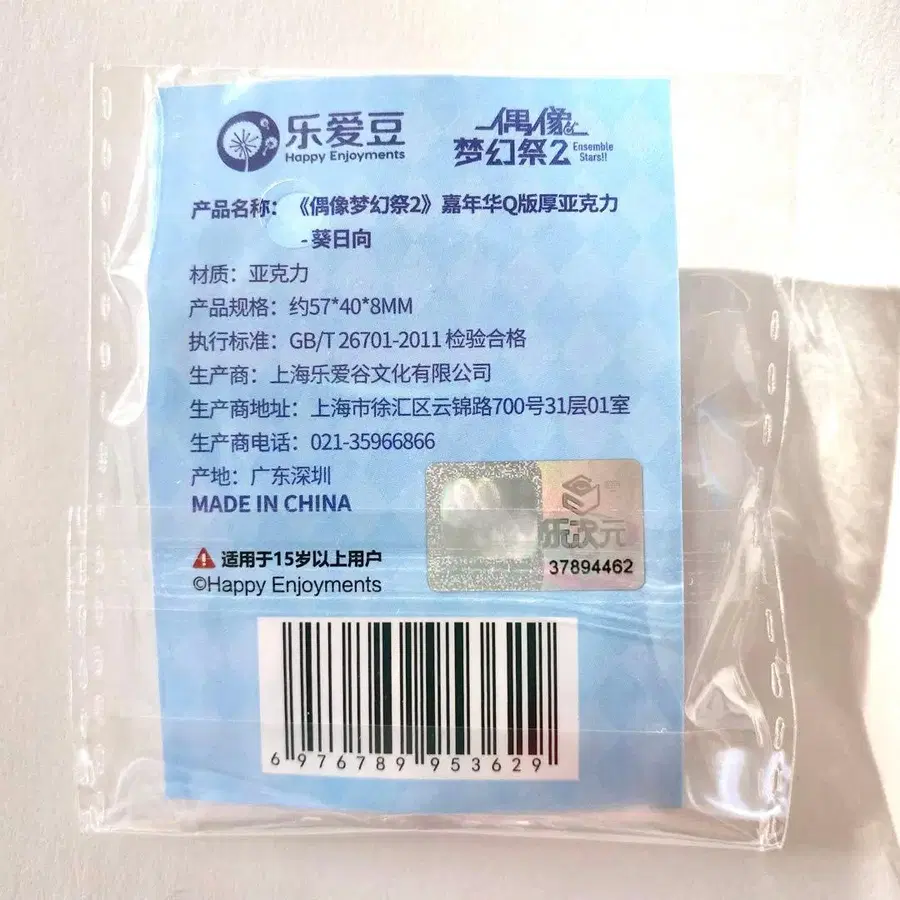 乐爱豆
Happy Enjoyments
偶像
梦幻祭2
Ensemble
Stars!!
产品名称：《偶像梦幻祭2》嘉年华Q版厚亚克力
-葵日向
材质：亚克力
产品规格：约57*40*8MM
执行标准：GB/T 26701-2011 检验合格
生产商：上海乐爱谷文化有限公司
生产商地址：上海市徐汇区云锦路700号31层01室
生产商电话：021-35966866
产地：广东深圳
MADE IN CHINA
乐次元
37894462
适用于15岁以上用户
©Happy Enjoyments
6 976789 953629